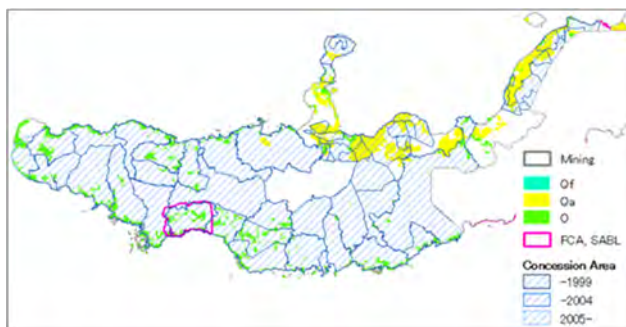 Mining
Of
Oa
O
FCA, SABL
Concession Area
-1999
-2004
2005-